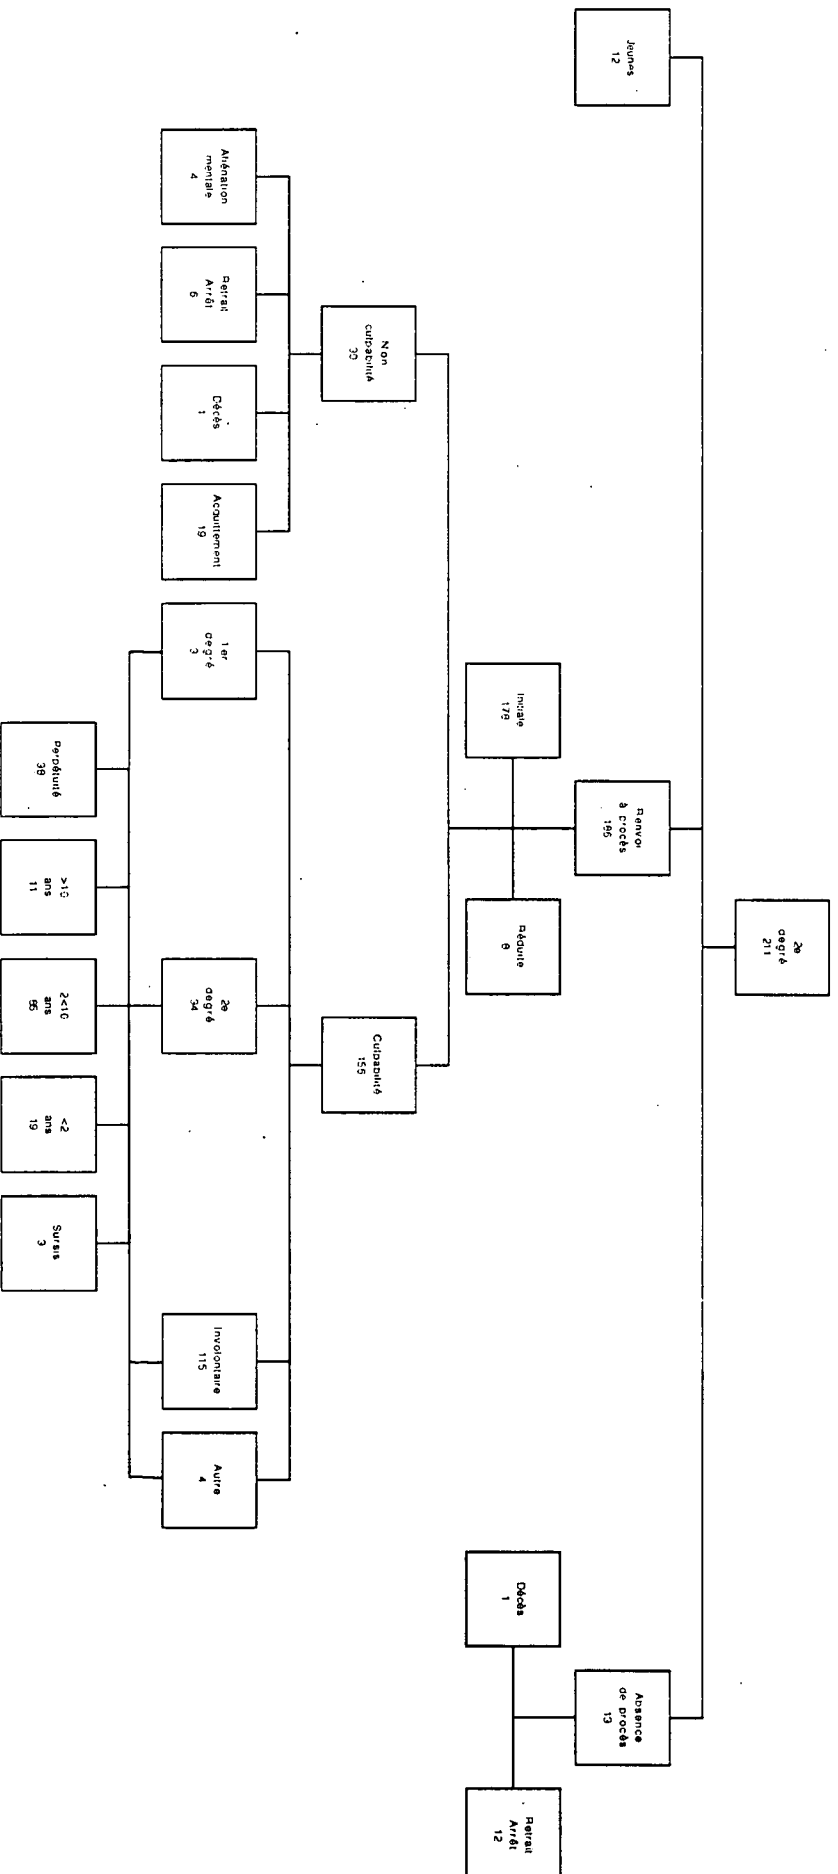 2e
degré
211
Jeunes
12
Renvoi
à procès
186
Absence
de procès
13
Initiale
178
Réduite
8
Décès
1
Retrait
Arrêt
12
Non
culpabilité
30
Culpabilité
156
Aliénation
mentale
4
Retrait
Arrêt
6
Décès
1
Acquittement
19
1er
degré
3
2e
degré
34
Involontaire
115
Autre
4
Perpétuité
38
>10
ans
11
2<10
ans
85
<2
ans
19
Sursis
3